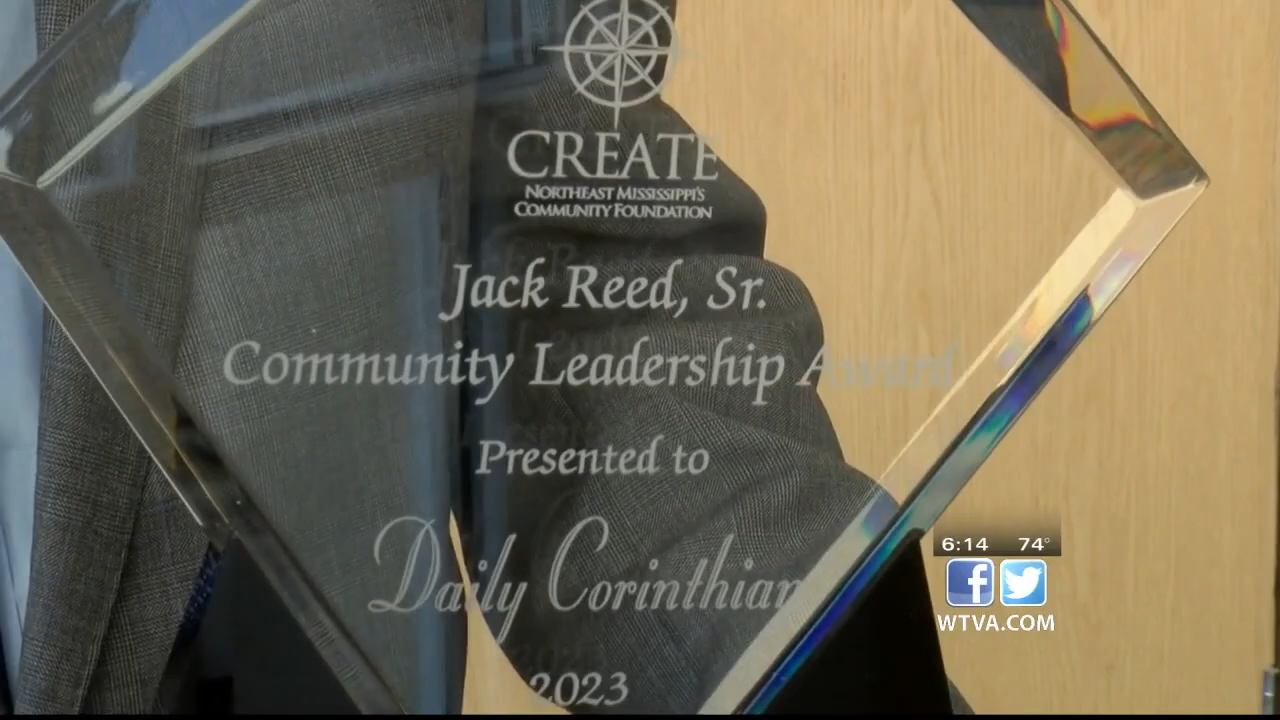 CREATE
NORTHEAST MISSISSIPPI'S
COMMUNITY FOUNDATION
Jack Reed, Sr.
Community Leadership Award
Presented to
Daily Corinthian
2023
6:14 74°
WTVA.COM